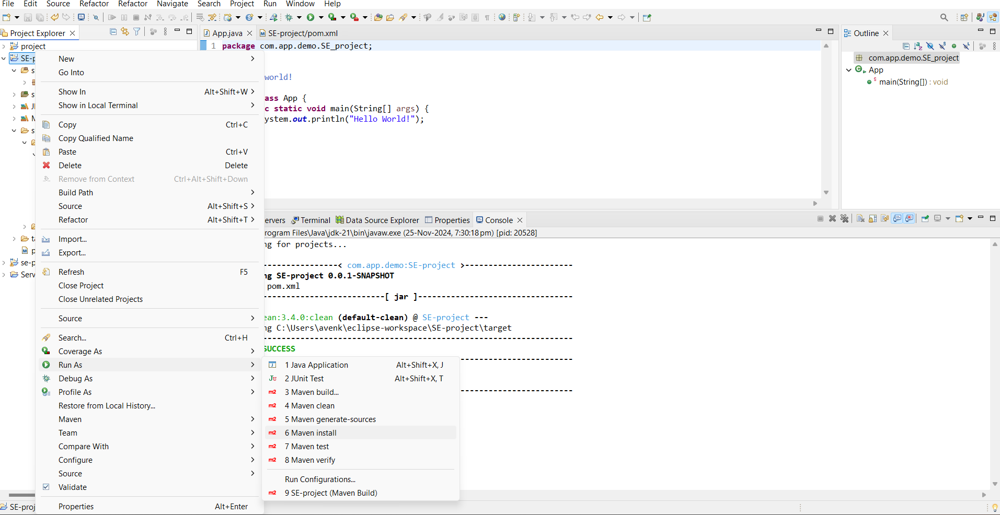 File Edit Source Refactor Refactor Navigate Search Project Run Window Help
Project Explorer
App.java
SE-project/pom.xml
Outline
project
SE-p
s
s
JI
s
ta
p
se-p
Serv
New
Go Into
Show In Alt+Shift+W
Show in Local Terminal
Copy Ctrl+C
Copy Qualified Name
Paste Ctrl+V
Delete Delete
Remove from Context Ctrl+Alt+Shift+Down
Build Path
Source Alt+Shift+S
Refactor Alt+Shift+T
Import...
Export...
Refresh F5
Close Project
Close Unrelated Projects
Source
Search... Ctrl+H
Coverage As
Run As
Debug As
Profile As
Restore from Local History...
Maven
Team
Compare With
Configure
Source
Validate
Properties Alt+Enter
1 Java Application Alt+Shift+X, J
2 JUnit Test Alt+Shift+X, T
3 Maven build...
4 Maven clean
5 Maven generate-sources
6 Maven install
7 Maven test
8 Maven verify
Run Configurations...
9 SE-project (Maven Build)
1 package com.app.demo.SE_project;
world!
ass App {
c static void main(String[] args) {
ystem.out.println("Hello World!");
com.app.demo.SE_project
App
main(String[]) : void
ervers Terminal Data Source Explorer Properties Console
rogram Files\Java\jdk-21\bin\javaw.exe (25-Nov-2024, 7:30:18 pm) [pid: 20528]
ng for projects...
----------------< com.app.demo:SE-project >-----------------------
ng SE-project 0.0.1-SNAPSHOT
pom.xml
--------------------------[ jar ]---------------------------------
ean:3.4.0:clean (default-clean) @ SE-project ---
ng C:\Users\avenk\eclipse-workspace\SE-project\target
------------------------------------------------------------------
SUCCESS
------------------------
------------------------
SE-proj